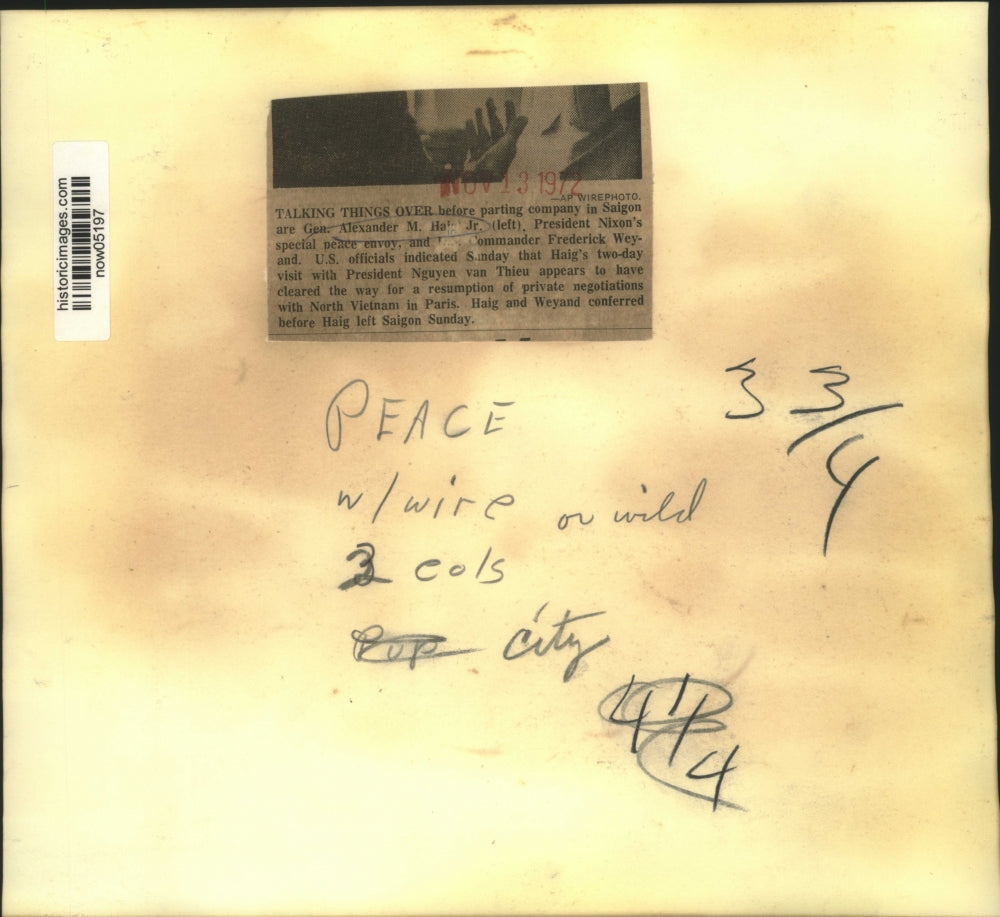 historicimages.com
now05197
NOV 13 1972
—AP WIREPHOTO.
TALKING THINGS OVER before parting company in Saigon
are Gen. Alexander M. Haig Jr. (left), President Nixon's
special peace envoy, and Commander Frederick Wey-
and. U.S. officials indicated Sunday that Haig's two-day
visit with President Nguyen van Thieu appears to have
cleared the way for a resumption of private negotiations
with North Vietnam in Paris. Haig and Weyand conferred
before Haig left Saigon Sunday.
PEACE
3 3/4
w/wire or wild
3 cols
city
4 1/4